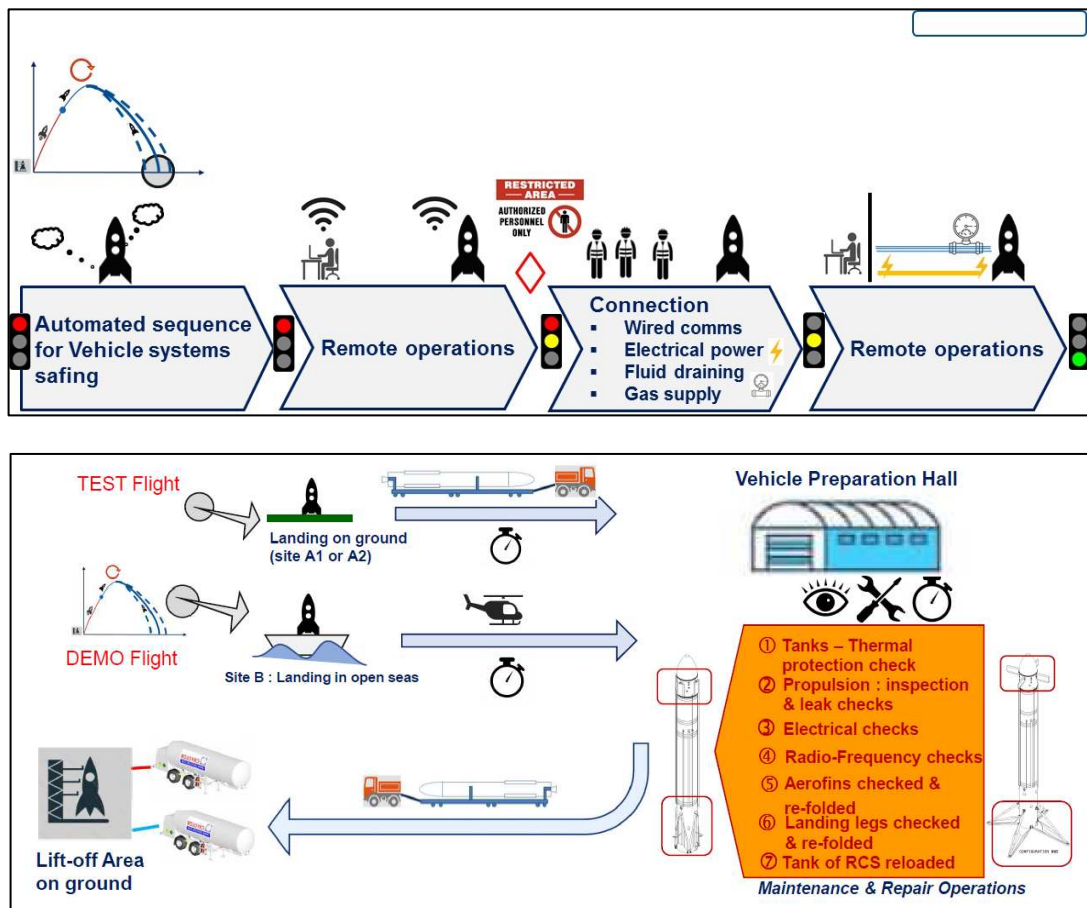 RESTRICTED
AREA
AUTHORIZED
PERSONNEL
ONLY
Automated sequence
for Vehicle systems
safing
Remote operations
Connection
▪ Wired comms
▪ Electrical power
▪ Fluid draining
▪ Gas supply
Remote operations
TEST Flight
Landing on ground
(site A1 or A2)
DEMO Flight
Site B : Landing in open seas
Vehicle Preparation Hall
① Tanks – Thermal
protection check
② Propulsion : inspection
& leak checks
③ Electrical checks
④ Radio-Frequency checks
⑤ Aerofins checked &
re-folded
⑥ Landing legs checked
& re-folded
⑦ Tank of RCS reloaded
Maintenance & Repair Operations
Lift-off Area
on ground